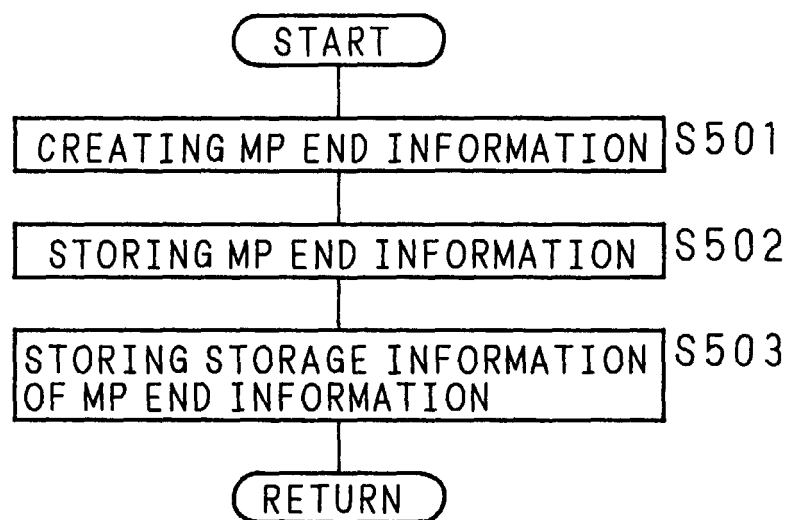 START
CREATING MP END INFORMATION S501
STORING MP END INFORMATION S502
STORING STORAGE INFORMATION S503
OF MP END INFORMATION
RETURN